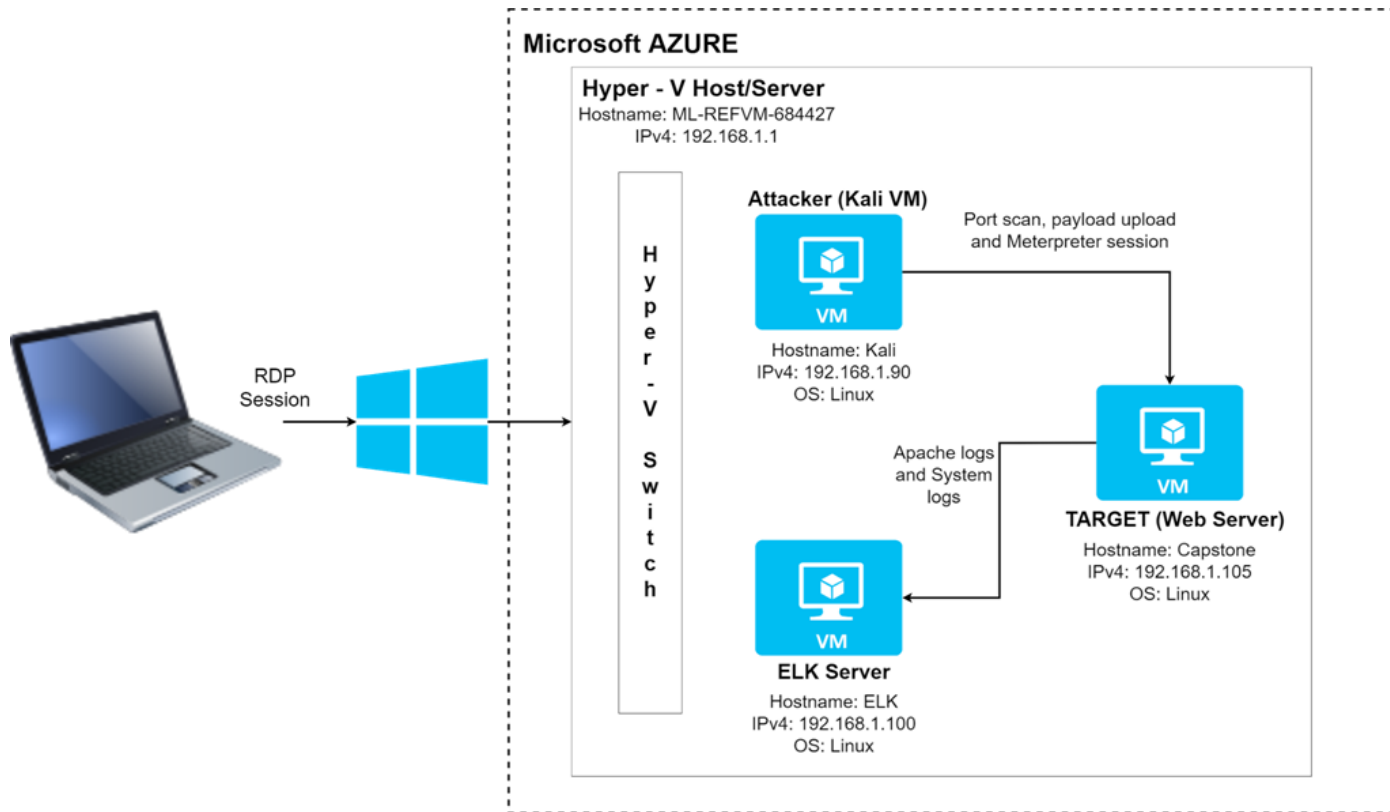 Microsoft AZURE
Hyper - V Host/Server
Hostname: ML-REFVM-684427
IPv4: 192.168.1.1
RDP
Session
H
y
p
e
r
-
V
S
w
i
t
c
h
Attacker (Kali VM)
VM
Hostname: Kali
IPv4: 192.168.1.90
OS: Linux
Port scan, payload upload
and Meterpreter session
VM
TARGET (Web Server)
Hostname: Capstone
IPv4: 192.168.1.105
OS: Linux
Apache logs
and System
logs
VM
ELK Server
Hostname: ELK
IPv4: 192.168.1.100
OS: Linux